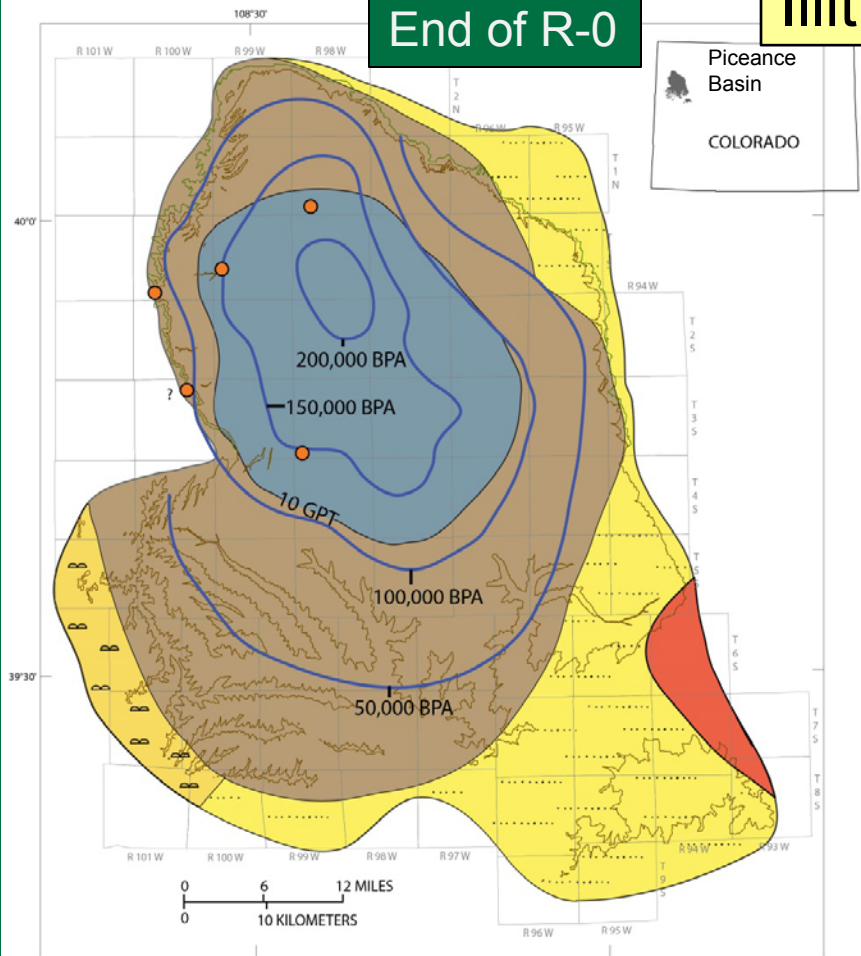 End of R-0
108°30'
R 101 W
R 100 W
R 99 W
R 98 W
T
2
N
R 96 W
R 95 W
T
1
N
Piceance
Basin
COLORADO
40°0'
R 94 W
T
2
S
200,000 BPA
?
150,000 BPA
T
3
S
10 GPT
T
4
S
T
5
S
100,000 BPA
T
6
S
39°30'
50,000 BPA
T
7
S
T
8
S
R 101 W
R 100 W
R 99 W
R 98 W
R 97 W
R 94 W
R 93 W
T
9
S
0 6 12 MILES
0 10 KILOMETERS
R 96 W
R 95 W